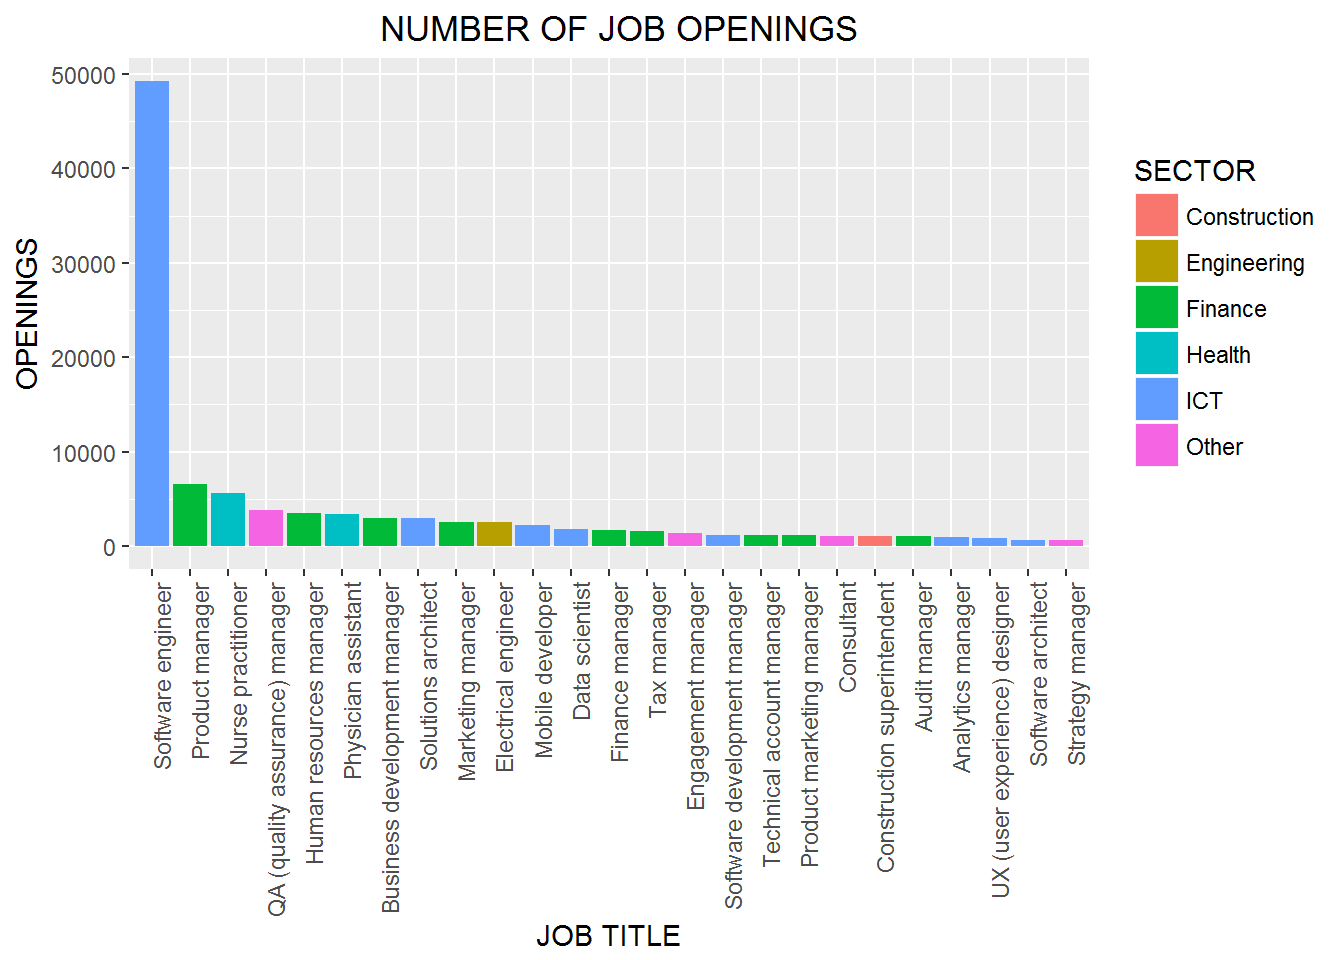 NUMBER OF JOB OPENINGS
OPENINGS
50000
40000
30000
20000
10000
0
Software engineer
Product manager
Nurse practitioner
QA (quality assurance) manager
Human resources manager
Physician assistant
Business development manager
Solutions architect
Marketing manager
Electrical engineer
Mobile developer
Data scientist
Finance manager
Tax manager
Engagement manager
Software development manager
Technical account manager
Product marketing manager
Consultant
Construction superintendent
Audit manager
Analytics manager
UX (user experience) designer
Software architect
Strategy manager
JOB TITLE
SECTOR
Construction
Engineering
Finance
Health
ICT
Other